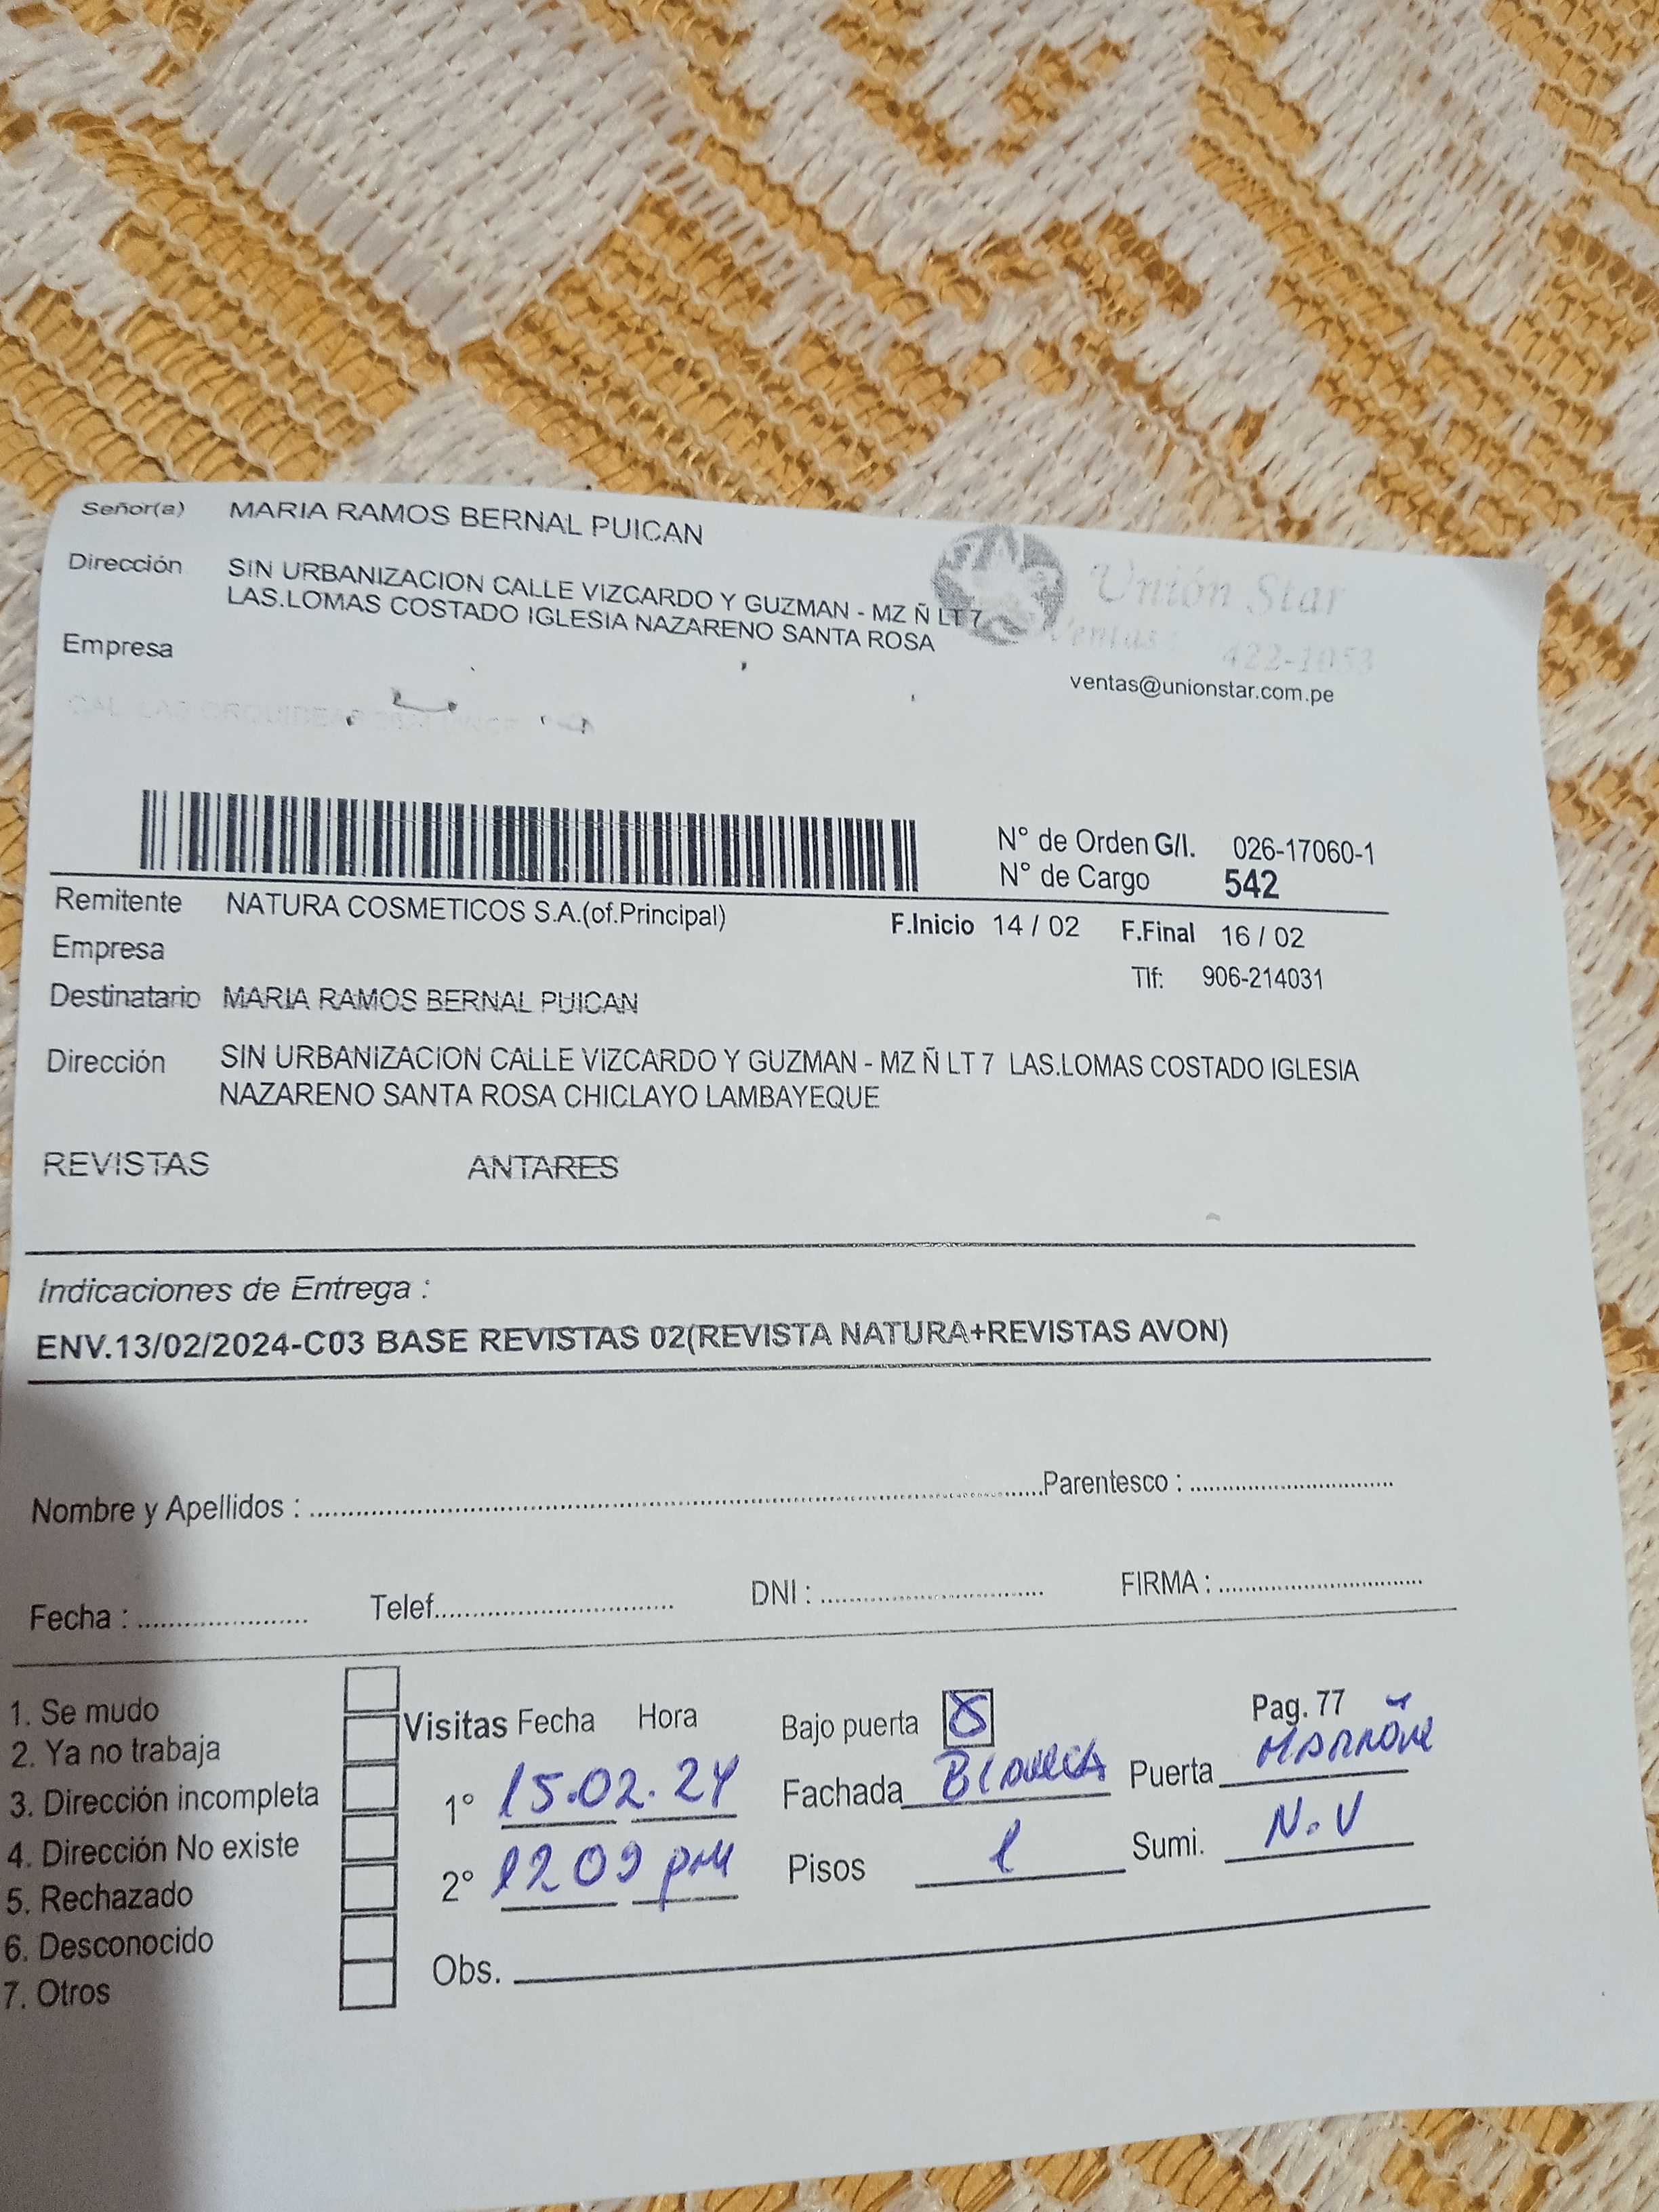 Señor(a) MARIA RAMOS BERNAL PUICAN
Dirección SIN URBANIZACION CALLE VIZCARDO Y GUZMAN - MZ Ñ LT 7
LAS.LOMAS COSTADO IGLESIA NAZARENO SANTA ROSA
Unión Star
Ventas: 422-1053
Empresa
ventas@unionstar.com.pe
N° de Orden G/I. 026-17060-1
N° de Cargo 542
Remitente NATURA COSMETICOS S.A.(of.Principal) F.Inicio 14 / 02 F.Final 16 / 02
Empresa
Tlf: 906-214031
Destinatario MARIA RAMOS BERNAL PUICAN
Dirección SIN URBANIZACION CALLE VIZCARDO Y GUZMAN - MZ Ñ LT 7 LAS.LOMAS COSTADO IGLESIA
NAZARENO SANTA ROSA CHICLAYO LAMBAYEQUE
REVISTAS ANTARES
Indicaciones de Entrega :
ENV.13/02/2024-C03 BASE REVISTAS 02(REVISTA NATURA+REVISTAS AVON)
Nombre y Apellidos : Parentesco :
Fecha : Telef. DNI : FIRMA :
1. Se mudo
2. Ya no trabaja
3. Dirección incompleta
4. Dirección No existe
5. Rechazado
6. Desconocido
7. Otros
Visitas Fecha Hora Bajo puerta X Pag. 77
1° 15.02.24 Fachada Blanca Puerta Marrón
2° 12 09 pm Pisos 1 Sumi. N.V
Obs.